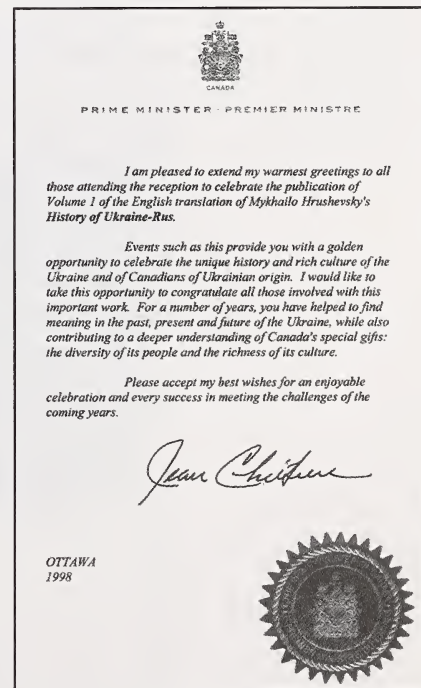 CANADA
PRIME MINISTER · PREMIER MINISTRE
I am pleased to extend my warmest greetings to all
those attending the reception to celebrate the publication of
Volume 1 of the English translation of Mykhailo Hrushevsky's
History of Ukraine-Rus.
Events such as this provide you with a golden
opportunity to celebrate the unique history and rich culture of the
Ukraine and of Canadians of Ukrainian origin. I would like to
take this opportunity to congratulate all those involved with this
important work. For a number of years, you have helped to find
meaning in the past, present and future of the Ukraine, while also
contributing to a deeper understanding of Canada's special gifts:
the diversity of its people and the richness of its culture.
Please accept my best wishes for an enjoyable
celebration and every success in meeting the challenges of the
coming years.
Jean Chrétien
OTTAWA
1998